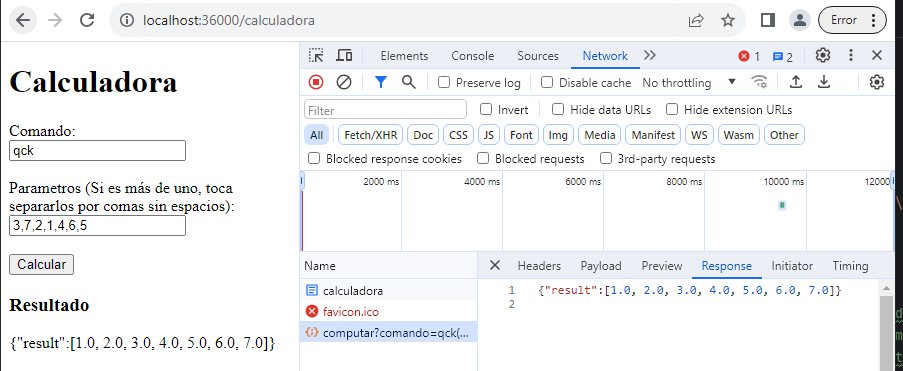 localhost:36000/calculadora
Error
Calculadora
Comando:
qck
Parametros (Si es más de uno, toca
separarlos por comas sin espacios):
3,7,2,1,4,6,5
Calcular
Resultado
{"result":[1.0, 2.0, 3.0, 4.0, 5.0, 6.0, 7.0]}
Elements Console Sources Network 1 2
Preserve log Disable cache No throttling
Filter Invert Hide data URLs Hide extension URLs
All Fetch/XHR Doc CSS JS Font Img Media Manifest WS Wasm Other
Blocked response cookies Blocked requests 3rd-party requests
2000 ms 4000 ms 6000 ms 8000 ms 10000 ms 12000
Name Headers Payload Preview Response Initiator Timing
calculadora
favicon.ico
computar?comando=qck(...
1 {"result":[1.0, 2.0, 3.0, 4.0, 5.0, 6.0, 7.0]}
2